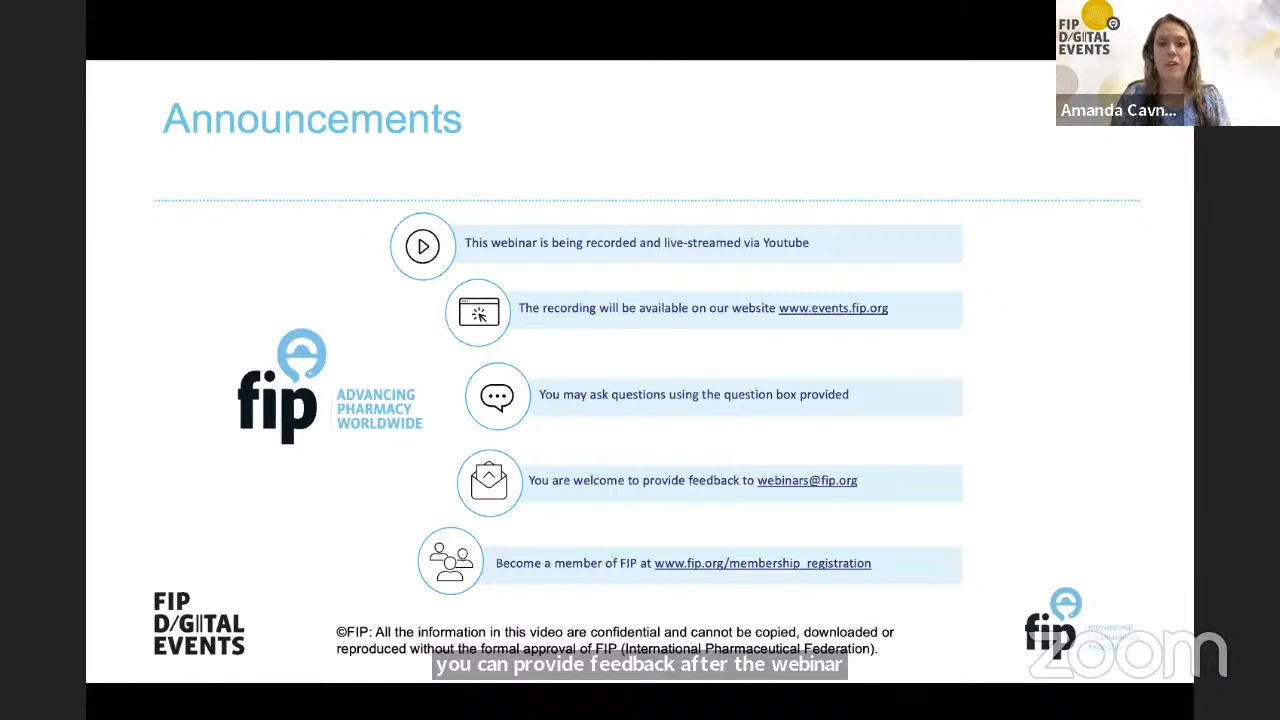 Announcements
FIP
D/G|ITAL
EVENTS
Amanda Cavn...
This webinar is being recorded and live-streamed via Youtube
The recording will be available on our website www.events.fip.org
fip
ADVANCING
PHARMACY
WORLDWIDE
You may ask questions using the question box provided
You are welcome to provide feedback to webinars@fip.org
Become a member of FIP at www.fip.org/membership_registration
FIP
D/G|ITAL
EVENTS
©FIP: All the information in this video are confidential and cannot be copied, downloaded or
reproduced without the formal approval of FIP (International Pharmaceutical Federation).
you can provide feedback after the webinar
fip
International
zoom